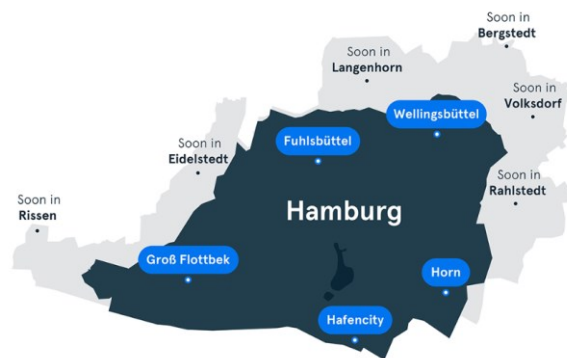 Soon in
Bergstedt
Soon in
Langenhorn
Soon in
Volksdorf
Wellingsbüttel
Fuhlsbüttel
Soon in
Eidelstedt
Soon in
Rahlstedt
Soon in
Rissen
Hamburg
Groß Flottbek
Horn
Hafencity